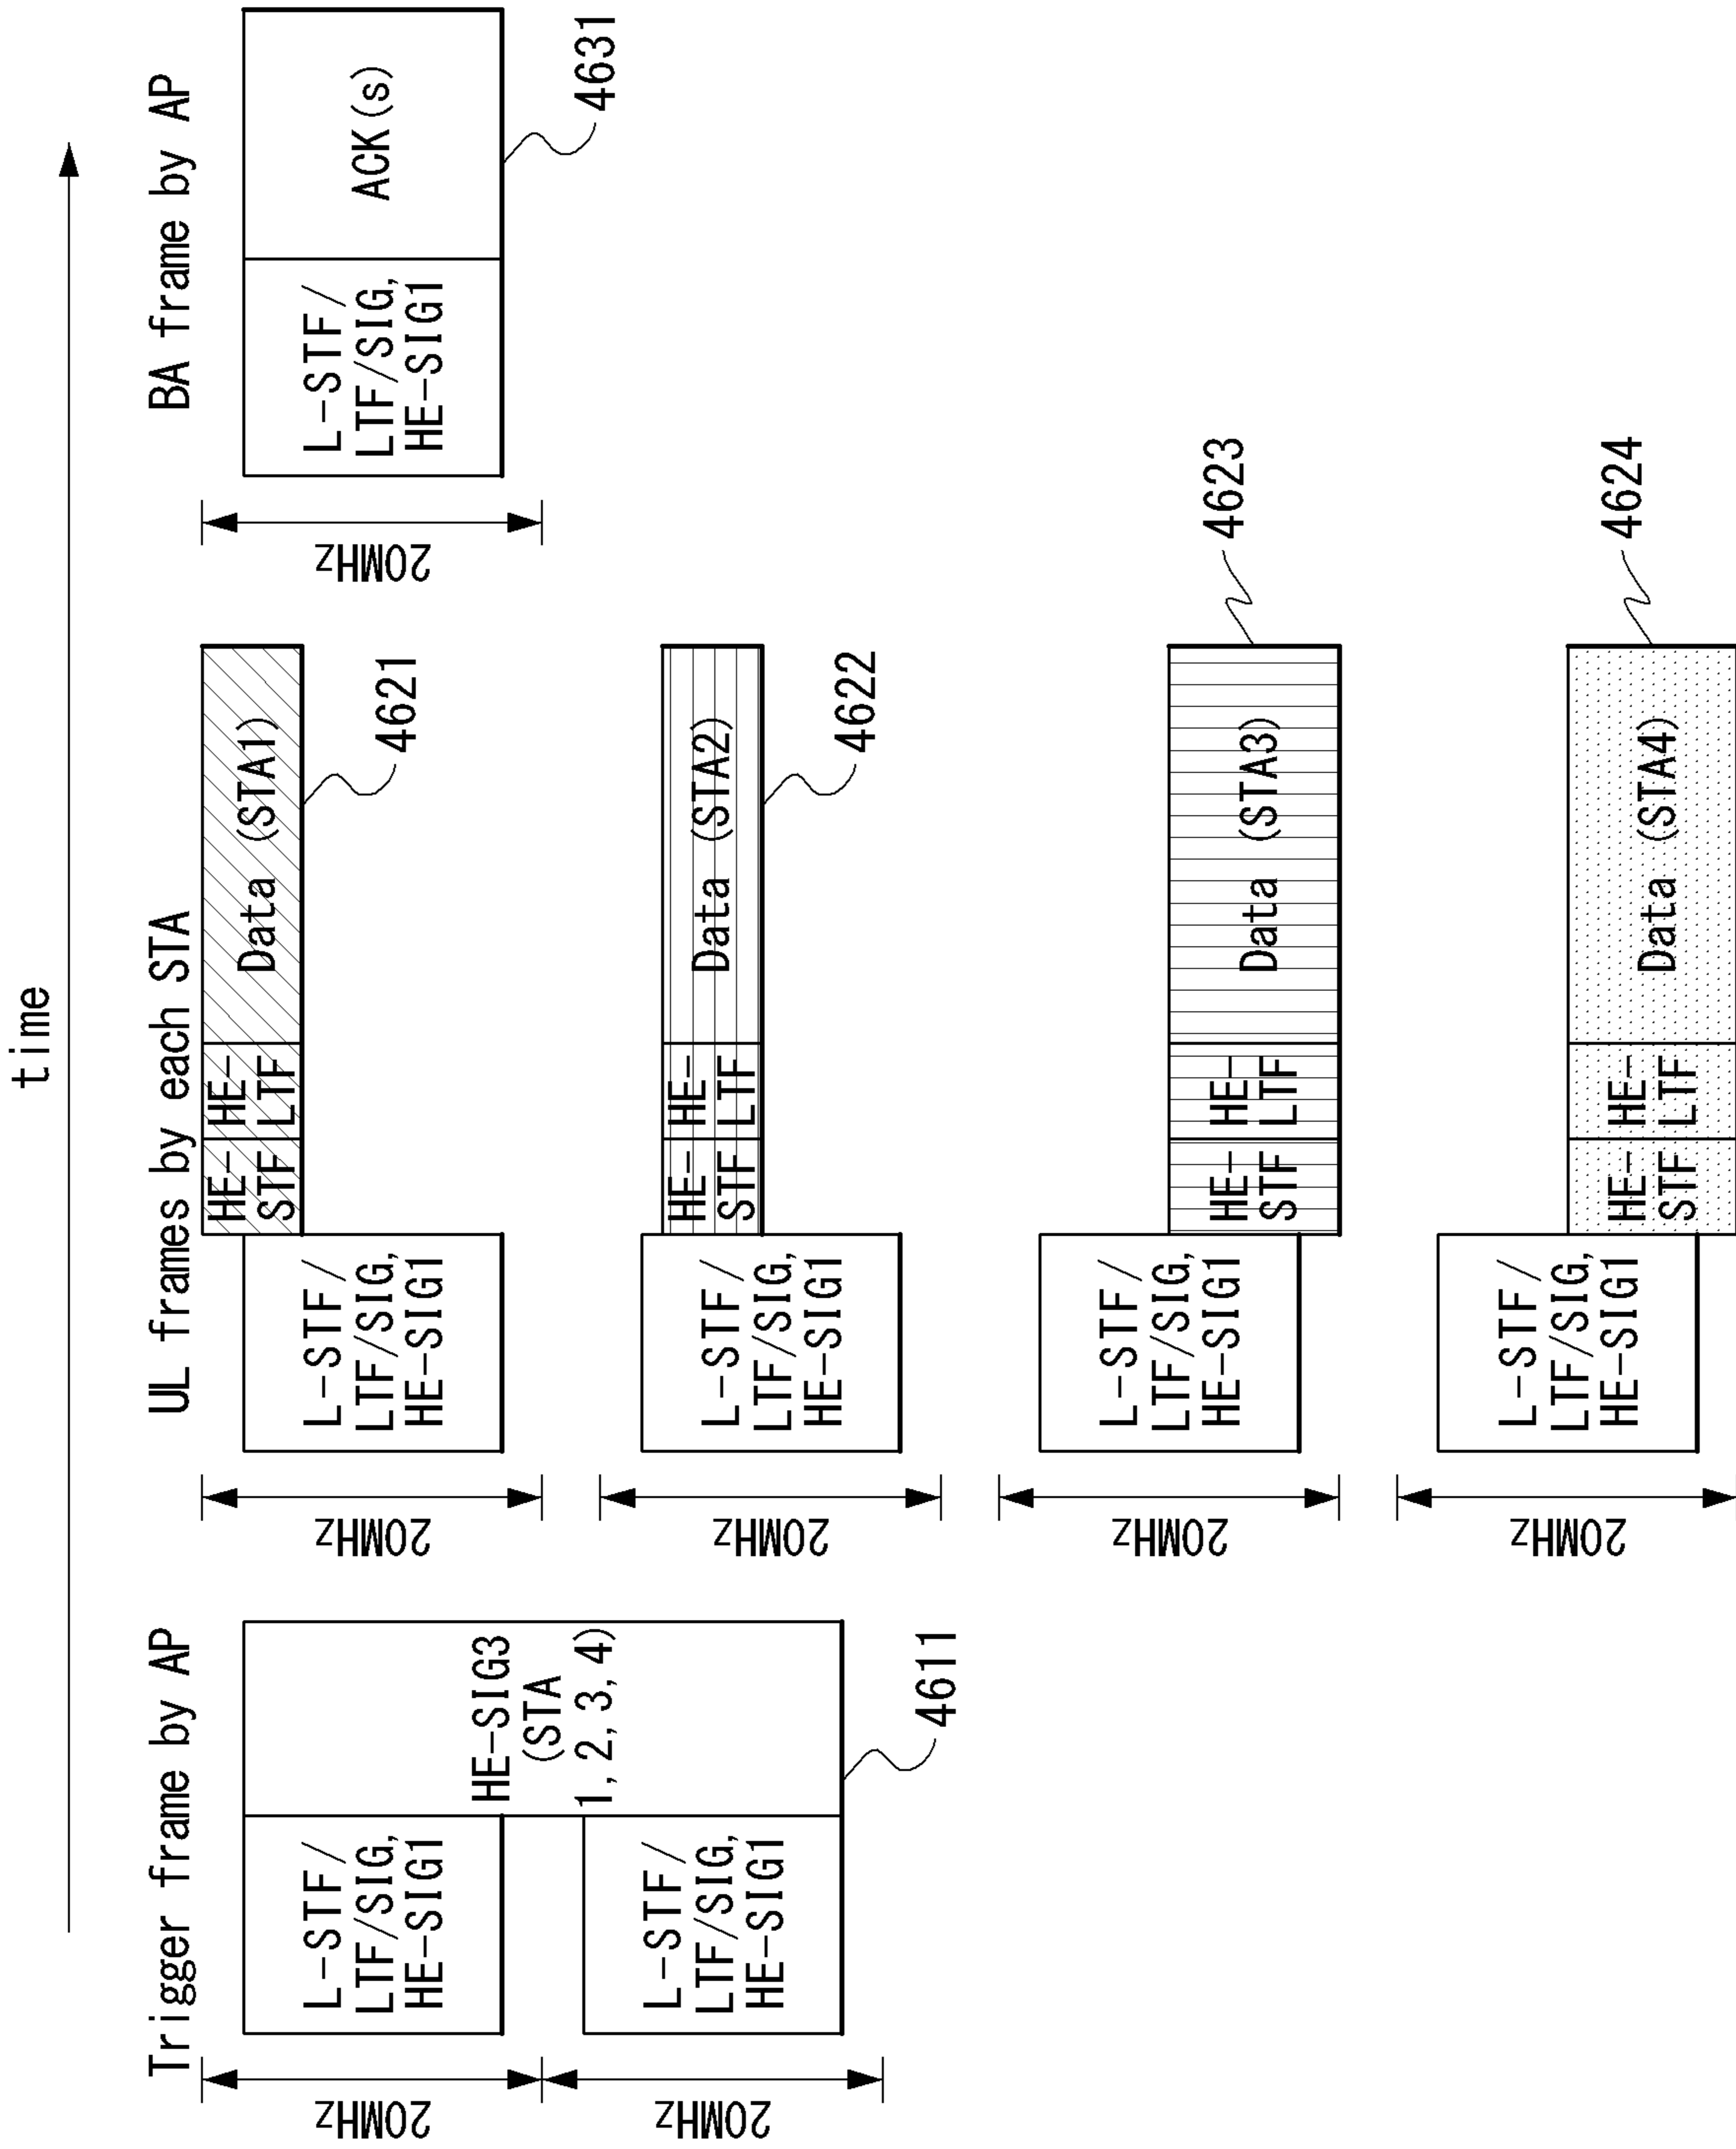 time
Trigger frame by AP
20MHz
L-STF/
LTF/SIG,
HE-SIG1
20MHz
L-STF/
LTF/SIG,
HE-SIG1
HE-SIG3
(STA
1, 2, 3, 4)
4611
UL frames by each STA
20MHz
L-STF/
LTF/SIG,
HE-SIG1
HE-
STF
HE-
LTF
Data (STA1)
4621
20MHz
L-STF/
LTF/SIG,
HE-SIG1
HE-
STF
HE-
LTF
Data (STA2)
4622
20MHz
L-STF/
LTF/SIG,
HE-SIG1
HE-
STF
HE-
LTF
Data (STA3)
4623
20MHz
L-STF/
LTF/SIG,
HE-SIG1
HE-
STF
HE-
LTF
Data (STA4)
4624
BA frame by AP
20MHz
L-STF/
LTF/SIG,
HE-SIG1
ACK(s)
4631